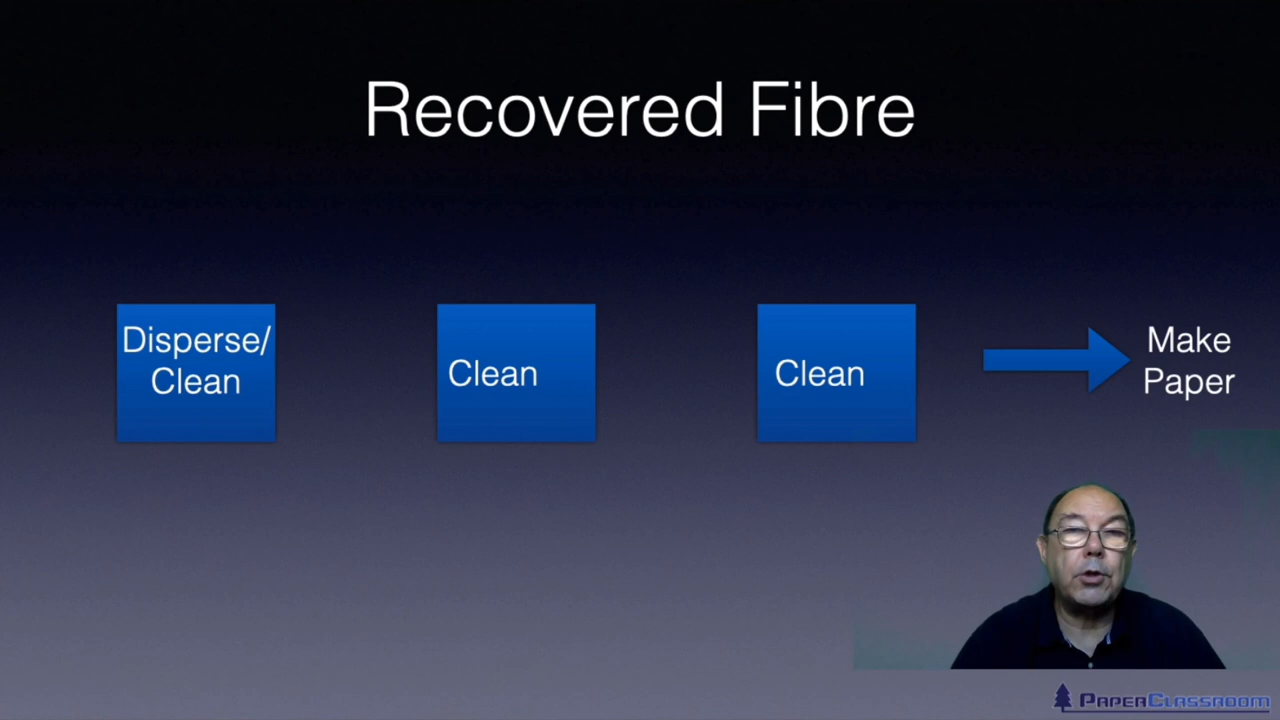 Recovered Fibre
Disperse/
Clean
Clean
Clean
Make
Paper
PaperClassroom